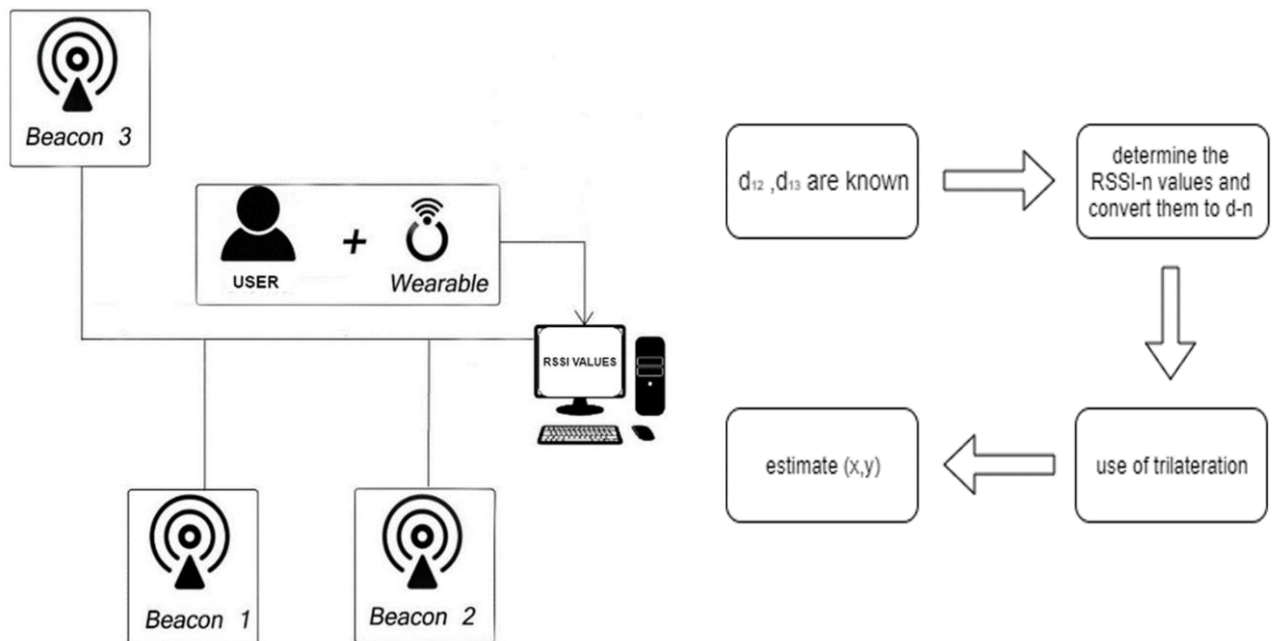 Beacon 3
USER
+
Wearable
RSSI VALUES
Beacon 1
Beacon 2
d₁₂ ,d₁₃ are known
determine the
RSSI-n values and
convert them to d-n
use of trilateration
estimate (x,y)